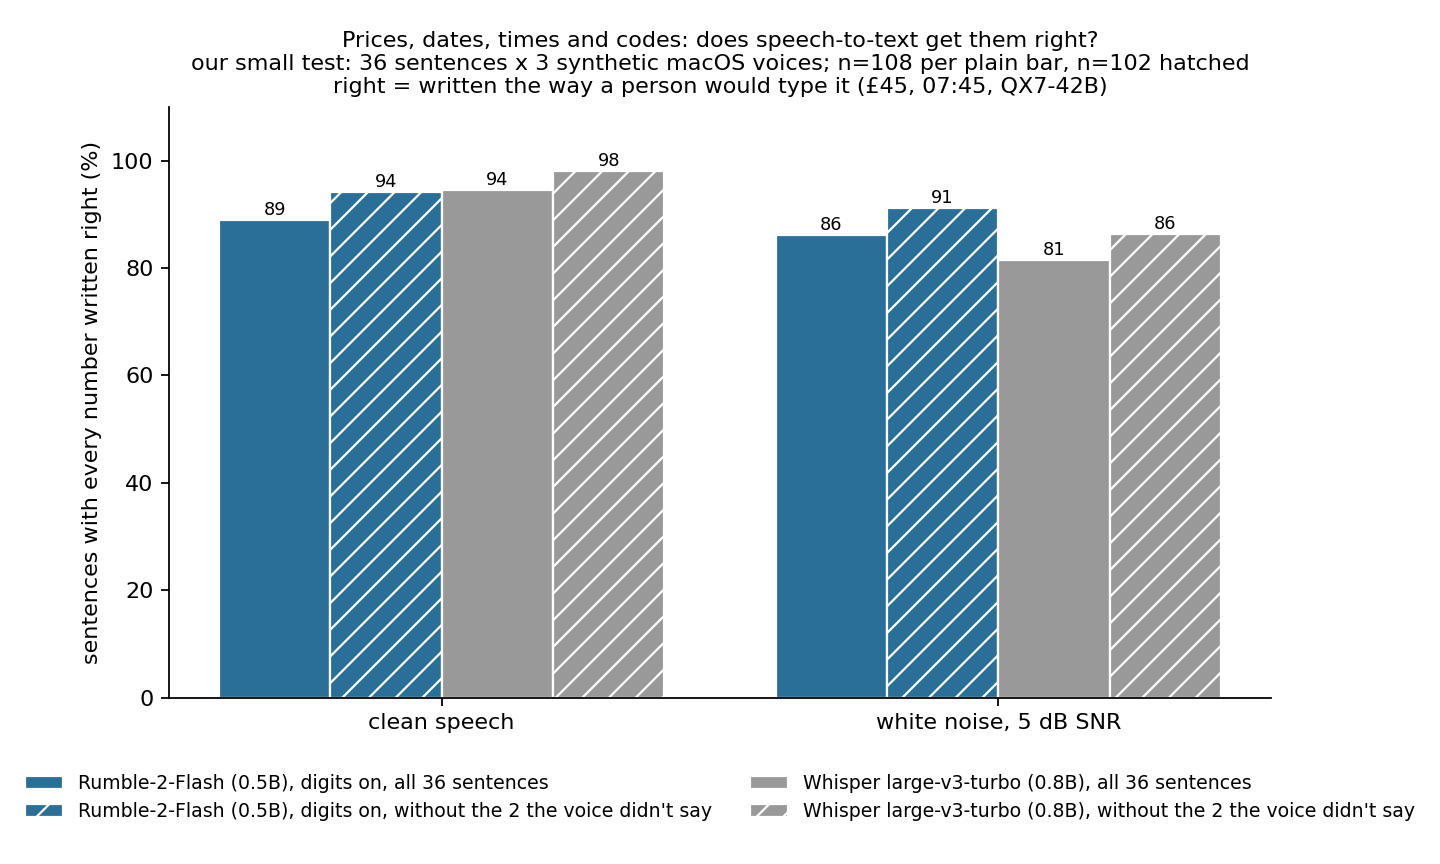 Prices, dates, times and codes: does speech-to-text get them right?
our small test: 36 sentences x 3 synthetic macOS voices; n=108 per plain bar, n=102 hatched
right = written the way a person would type it (£45, 07:45, QX7-42B)
sentences with every number written right (%)
100
80
60
40
20
0
89
94
94
98
86
91
81
86
clean speech
white noise, 5 dB SNR
Rumble-2-Flash (0.5B), digits on, all 36 sentences
Rumble-2-Flash (0.5B), digits on, without the 2 the voice didn't say
Whisper large-v3-turbo (0.8B), all 36 sentences
Whisper large-v3-turbo (0.8B), without the 2 the voice didn't say